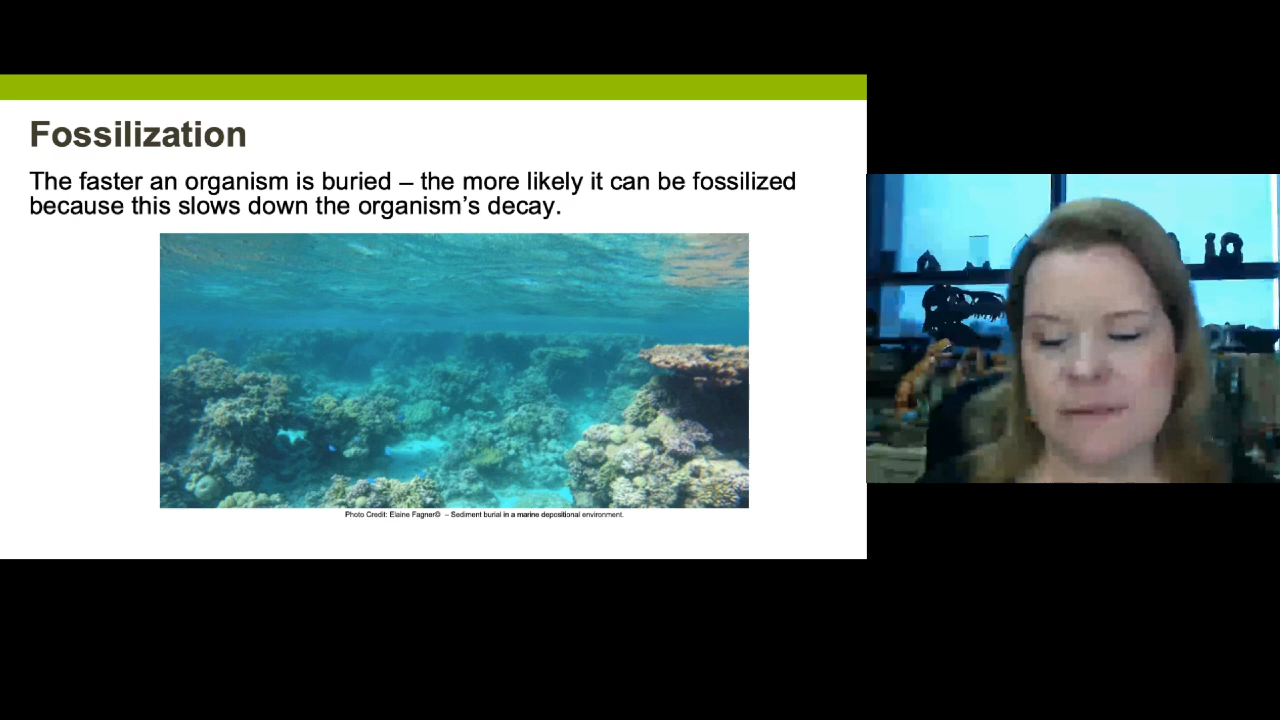 Fossilization
The faster an organism is buried – the more likely it can be fossilized
because this slows down the organism’s decay.
Photo Credit: Elaine Fagner© – Sediment burial in a marine depositional environment.